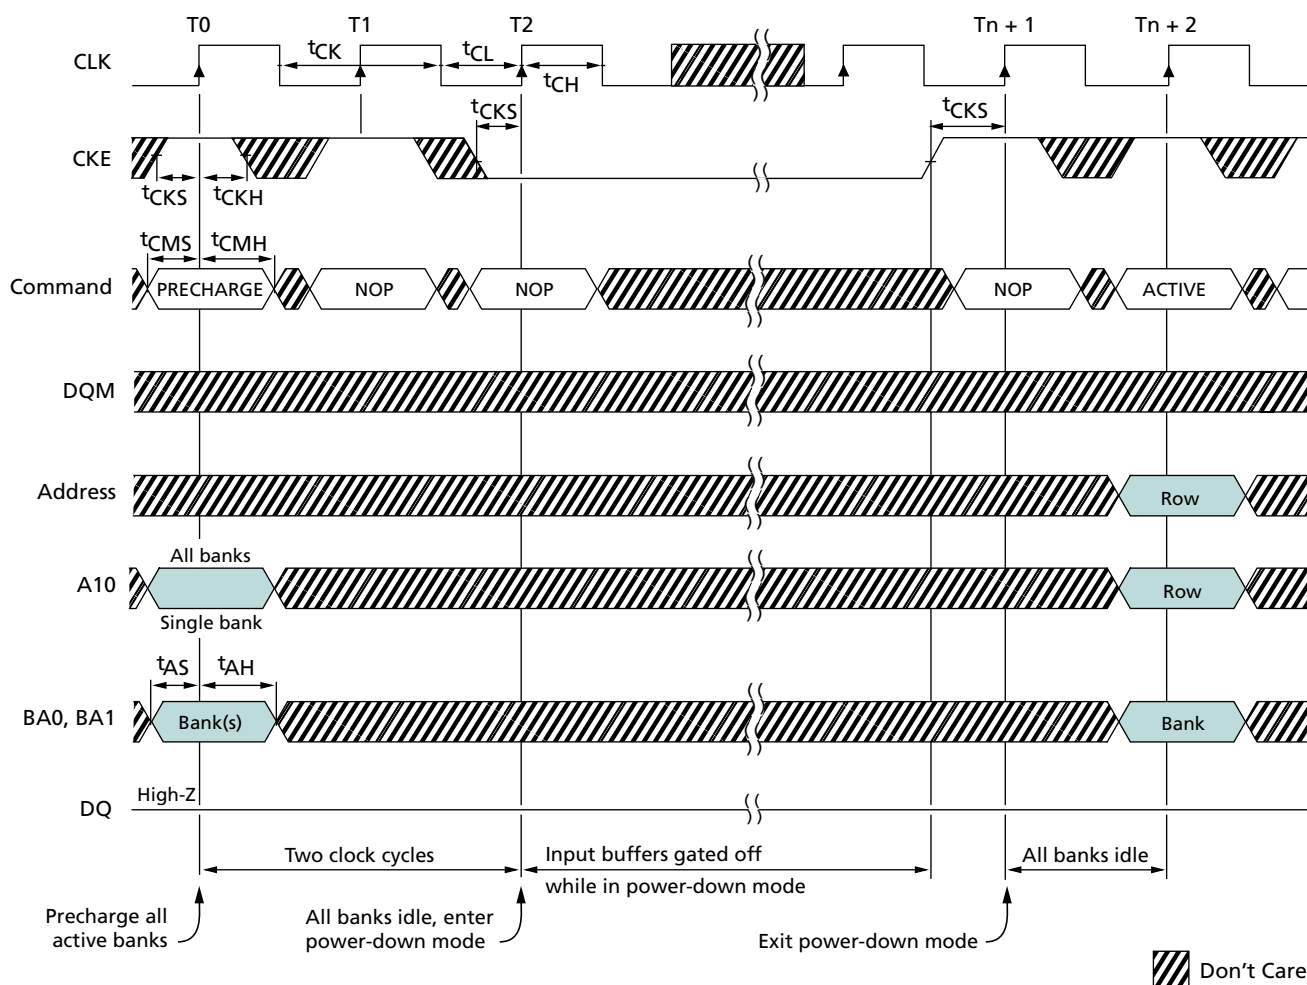 T0 T1 T2 Tn + 1 Tn + 2
CLK
tCK tCL tCH
tCKS tCKS
CKE
tCKS tCKH
tCMS tCMH
Command PRECHARGE NOP NOP NOP ACTIVE
DQM
Address Row
All banks
A10 Row
Single bank
tAS tAH
BA0, BA1 Bank(s) Bank
High-Z
DQ
Two clock cycles
Input buffers gated off
while in power-down mode
All banks idle
Precharge all
active banks
All banks idle, enter
power-down mode
Exit power-down mode
Don't Care